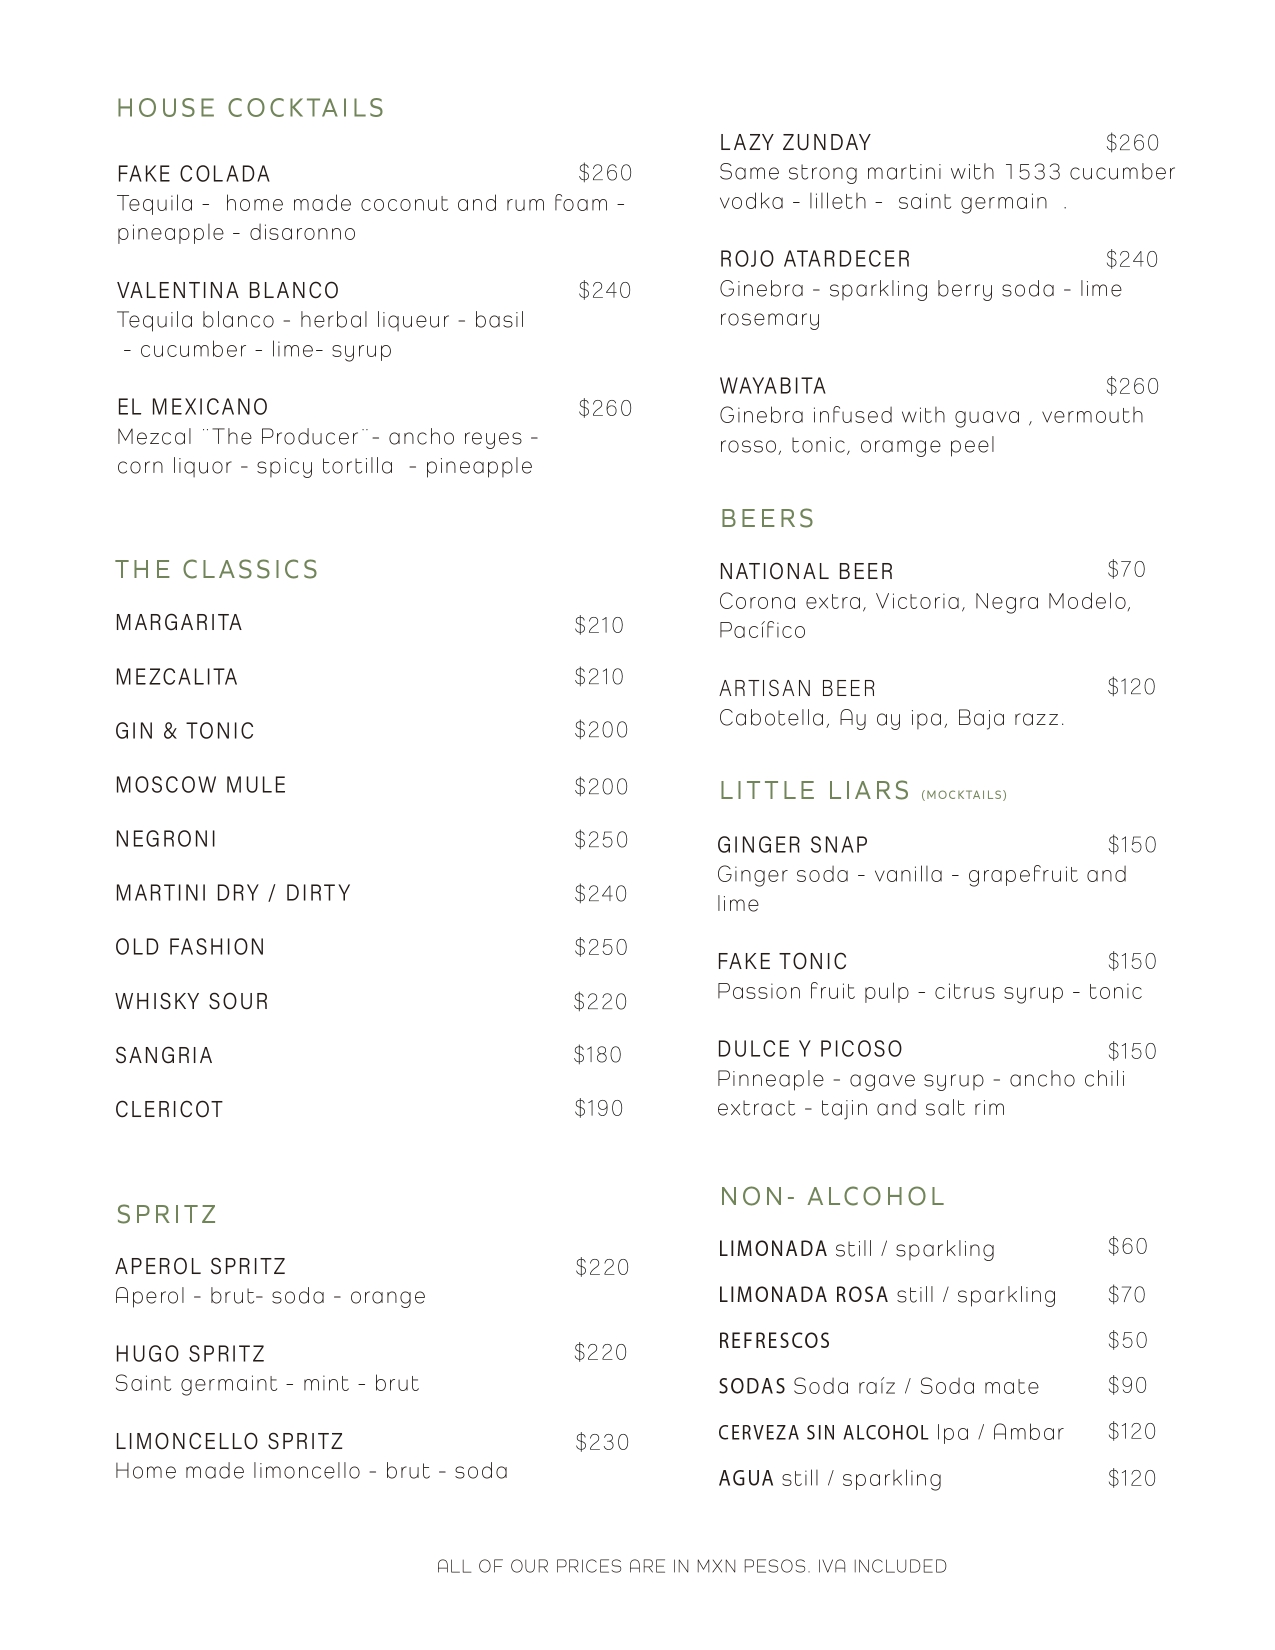 HOUSE COCKTAILS
FAKE COLADA $260
Tequila -  home made coconut and rum foam -
pineapple - disaronno
VALENTINA BLANCO $240
Tequila blanco - herbal liqueur - basil
- cucumber - lime- syrup
EL MEXICANO $260
Mezcal ¨The Producer¨- ancho reyes -
corn liquor - spicy tortilla  - pineapple
THE CLASSICS
MARGARITA $210
MEZCALITA $210
GIN & TONIC $200
MOSCOW MULE $200
NEGRONI $250
MARTINI DRY / DIRTY $240
OLD FASHION $250
WHISKY SOUR $220
SANGRIA $180
CLERICOT $190
SPRITZ
APEROL SPRITZ $220
Aperol - brut- soda - orange
HUGO SPRITZ $220
Saint germaint - mint - brut
LIMONCELLO SPRITZ $230
Home made limoncello - brut - soda
LAZY ZUNDAY $260
Same strong martini with 1533 cucumber
vodka - lilleth -  saint germain  .
ROJO ATARDECER $240
Ginebra - sparkling berry soda - lime
rosemary
WAYABITA $260
Ginebra infused with guava , vermouth
rosso, tonic, oramge peel
BEERS
NATIONAL BEER $70
Corona extra, Victoria, Negra Modelo,
Pacífico
ARTISAN BEER $120
Cabotella, Ay ay ipa, Baja razz.
LITTLE LIARS (MOCKTAILS)
GINGER SNAP $150
Ginger soda - vanilla - grapefruit and
lime
FAKE TONIC $150
Passion fruit pulp - citrus syrup - tonic
DULCE Y PICOSO $150
Pinneaple - agave syrup - ancho chili
extract - tajin and salt rim
NON- ALCOHOL
LIMONADA still / sparkling $60
LIMONADA ROSA still / sparkling $70
REFRESCOS $50
SODAS Soda raíz / Soda mate $90
CERVEZA SIN ALCOHOL Ipa / Ambar $120
AGUA still / sparkling $120
ALL OF OUR PRICES ARE IN MXN PESOS. IVA INCLUDED